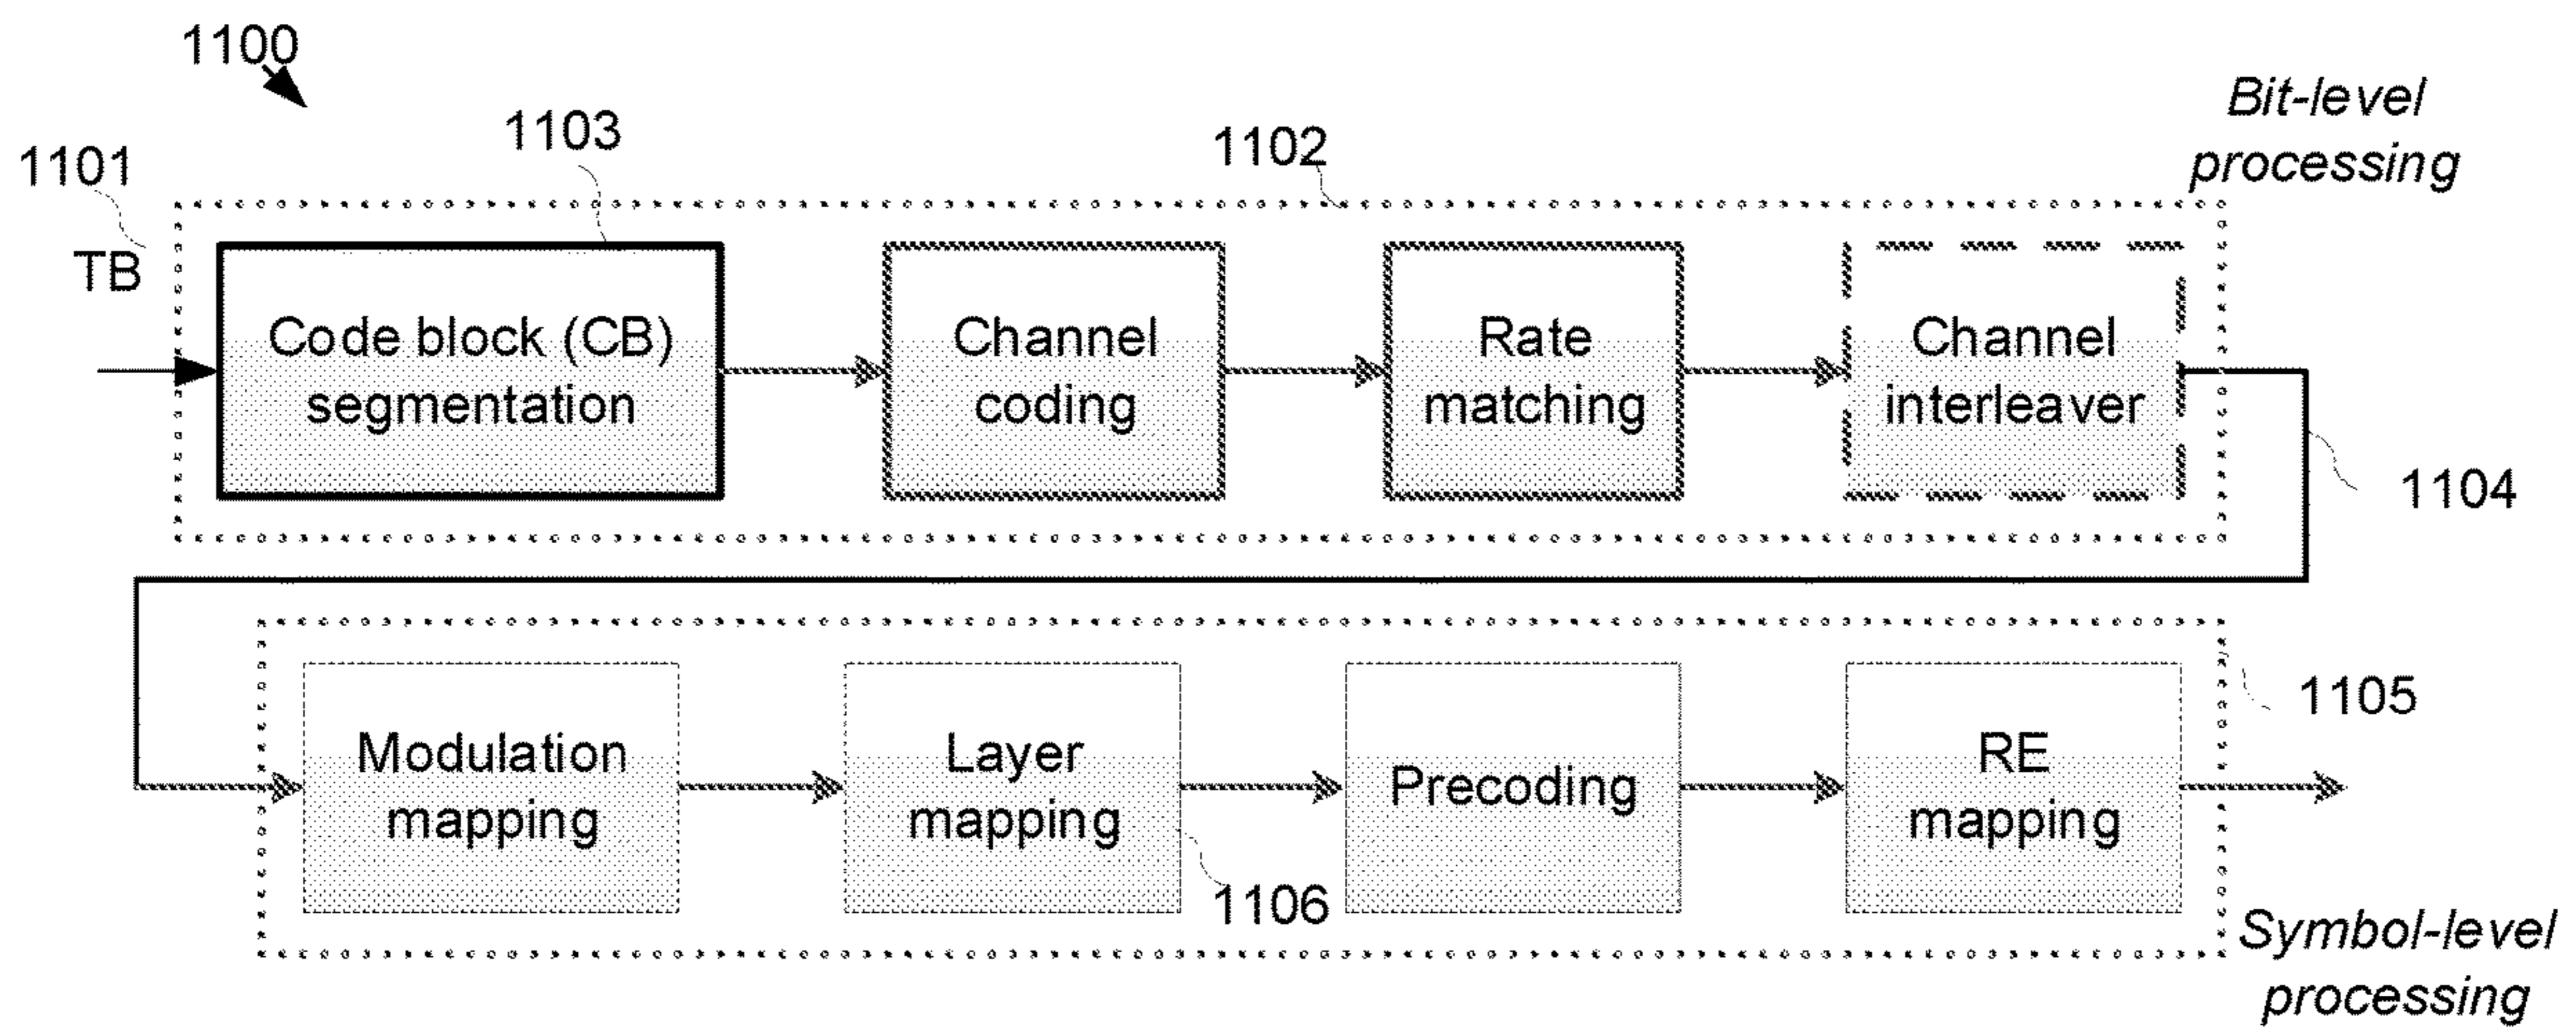 1100
1103
1102
Bit-level
processing
1101
TB
Code block (CB)
segmentation
Channel
coding
Rate
matching
Channel
interleaver
1104
Modulation
mapping
Layer
mapping
Precoding
RE
mapping
1105
1106
Symbol-level
processing